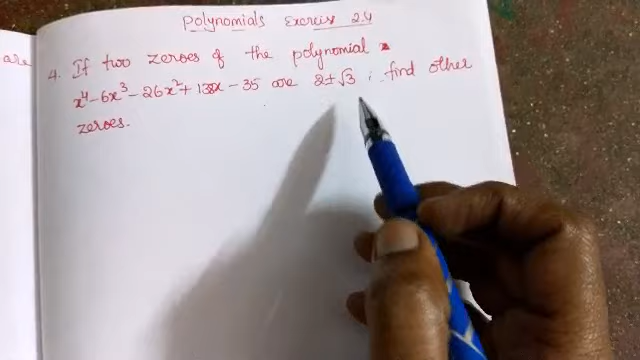 Polynomials Exercise 2.4
are
4. If two zeroes of the polynomial
x⁴-6x³-26x²+138x-35 are 2±√3 ; find other
zeroes.